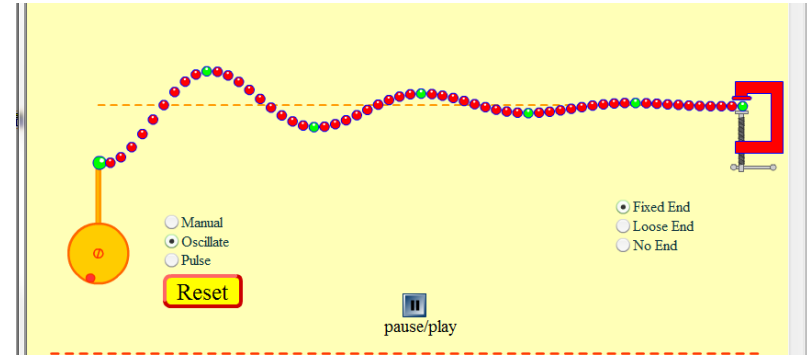 Manual
Oscillate
Pulse
Reset
Fixed End
Loose End
No End
pause/play